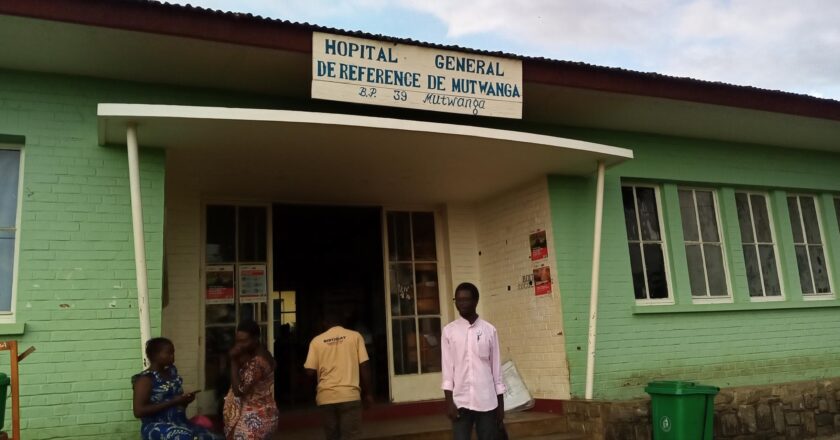 HOPITAL GENERAL
DE REFERENCE DE MUTWANGA
B.P. 39 Mutwanga